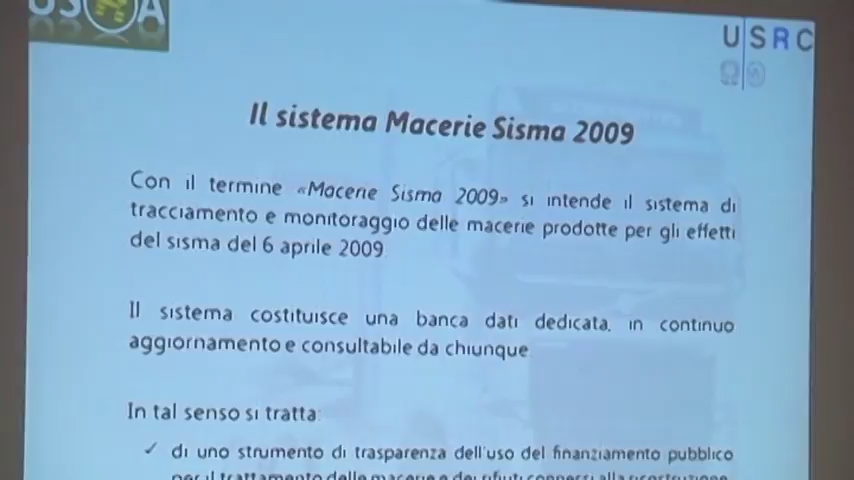 USRA
USRC
Il sistema Macerie Sisma 2009
Con il termine «Macerie Sisma 2009» si intende il sistema di
tracciamento e monitoraggio delle macerie prodotte per gli effetti
del sisma del 6 aprile 2009
Il sistema costituisce una banca dati dedicata, in continuo
aggiornamento e consultabile da chiunque
In tal senso si tratta:
✓ di uno strumento di trasparenza dell'uso del finanziamento pubblico
per il trattamento delle macerie e dei rifiuti connessi alla ricostruzione